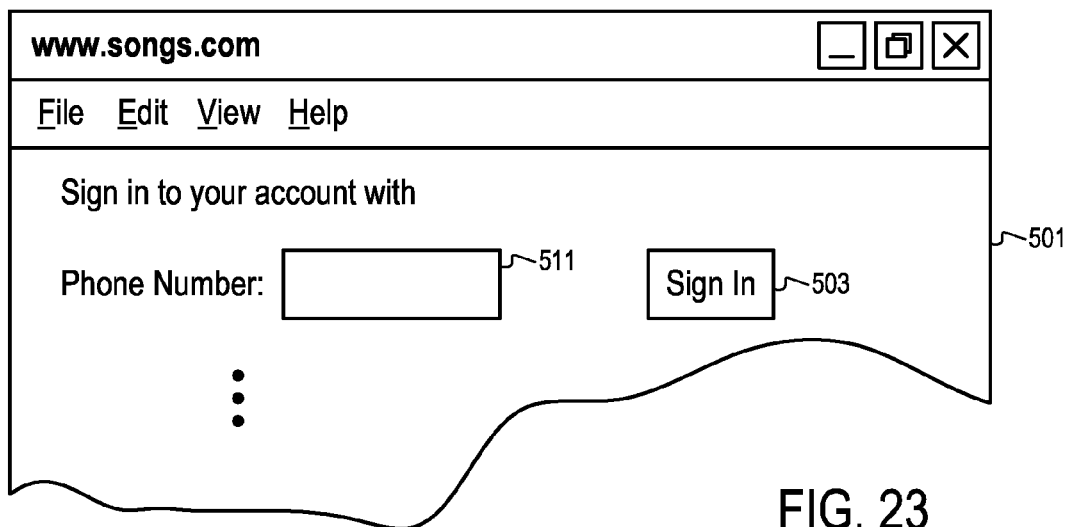 www.songs.com
File Edit View Help
Sign in to your account with
501
Phone Number: 511 Sign In 503
FIG. 23